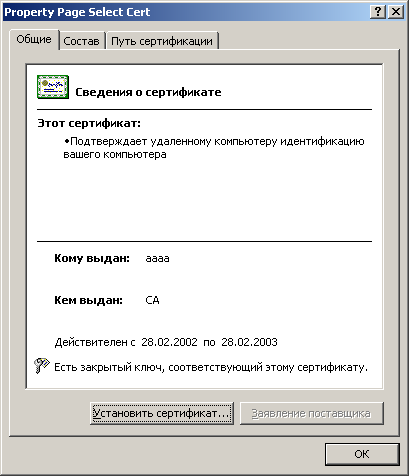 Property Page Select Cert
Общие Состав Путь сертификации
Сведения о сертификате
Этот сертификат:
•Подтверждает удаленному компьютеру идентификацию
вашего компьютера
Кому выдан: aaaa
Кем выдан: CA
Действителен с 28.02.2002 по 28.02.2003
Есть закрытый ключ, соответствующий этому сертификату.
Установить сертификат... Заявление поставщика
OK